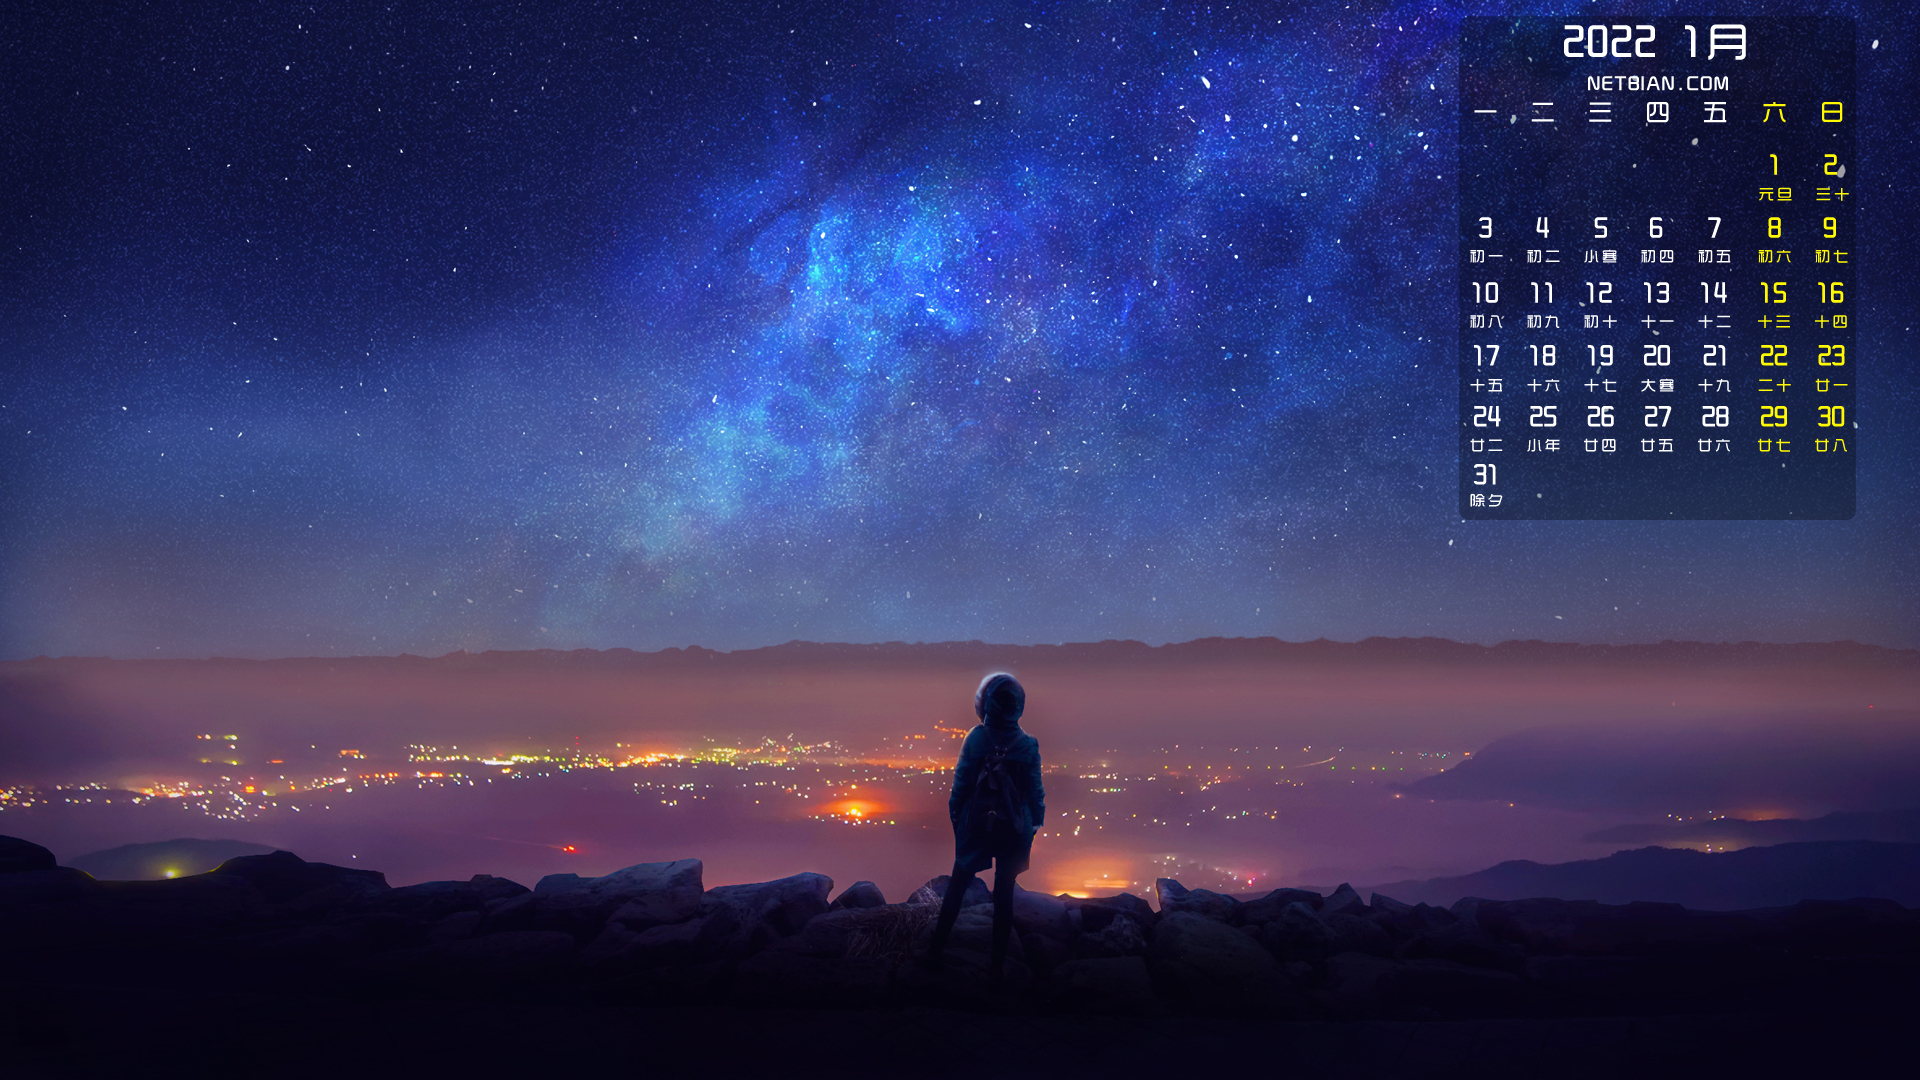 2022 1月
NETBIAN.COM
一 二 三 四 五 六 日
1 2
元旦 三十
3 4 5 6 7 8 9
初一 初二 小寒 初四 初五 初六 初七
10 11 12 13 14 15 16
初八 初九 初十 十一 十二 十三 十四
17 18 19 20 21 22 23
十五 十六 十七 大寒 十九 二十 廿一
24 25 26 27 28 29 30
廿二 小年 廿四 廿五 廿六 廿七 廿八
31
除夕